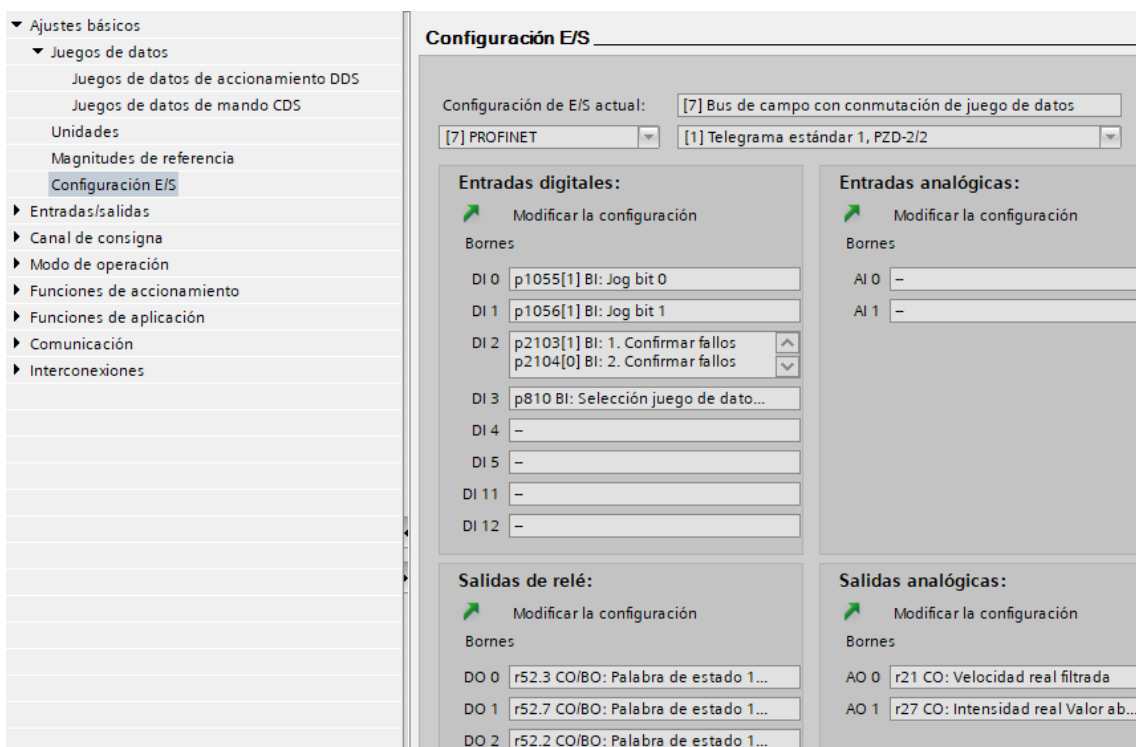 Ajustes básicos
Juegos de datos
Juegos de datos de accionamiento DDS
Juegos de datos de mando CDS
Unidades
Magnitudes de referencia
Configuración E/S
Entradas/salidas
Canal de consigna
Modo de operación
Funciones de accionamiento
Funciones de aplicación
Comunicación
Interconexiones
Configuración E/S
Configuración de E/S actual: [7] Bus de campo con conmutación de juego de datos
[7] PROFINET [1] Telegrama estándar 1, PZD-2/2
Entradas digitales:
Modificar la configuración
Bornes
DI 0 p1055[1] BI: Jog bit 0
DI 1 p1056[1] BI: Jog bit 1
DI 2 p2103[1] BI: 1. Confirmar fallos
p2104[0] BI: 2. Confirmar fallos
DI 3 p810 BI: Selección juego de dato...
DI 4 --
DI 5 --
DI 11 --
DI 12 --
Entradas analógicas:
Modificar la configuración
Bornes
AI 0 --
AI 1 --
Salidas de relé:
Modificar la configuración
Bornes
DO 0 r52.3 CO/BO: Palabra de estado 1...
DO 1 r52.7 CO/BO: Palabra de estado 1...
DO 2 r52.2 CO/BO: Palabra de estado 1...
Salidas analógicas:
Modificar la configuración
Bornes
AO 0 r21 CO: Velocidad real filtrada
AO 1 r27 CO: Intensidad real Valor ab...